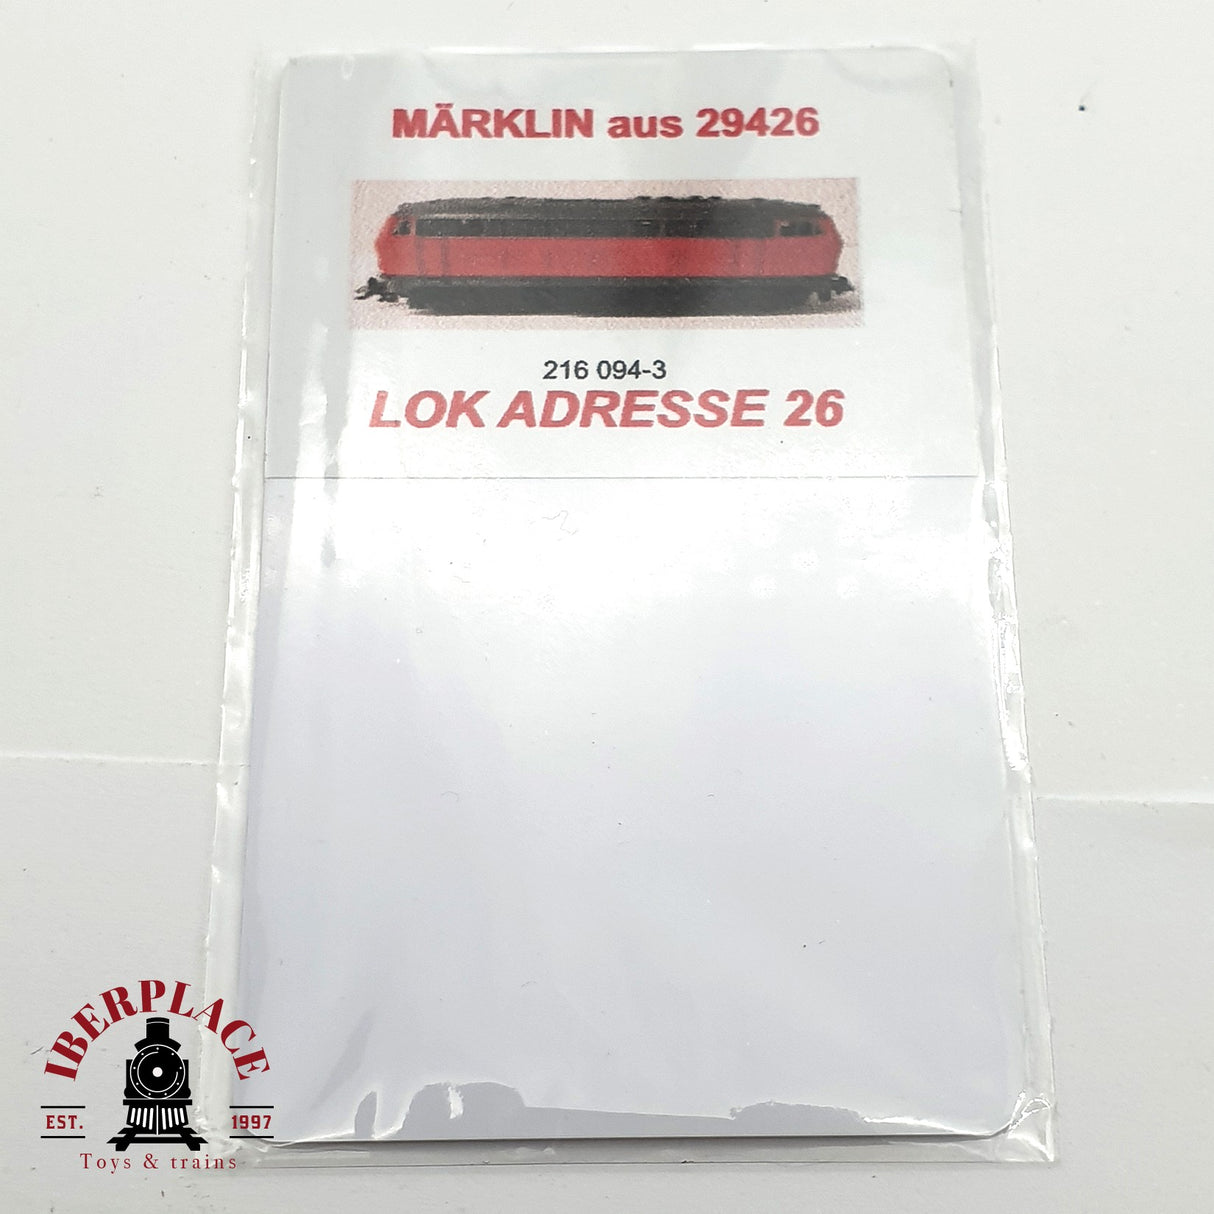 MÄRKLIN aus 29426
216 094-3
LOK ADRESSE 26
IBERPLACE
EST. 1997
Toys & trains